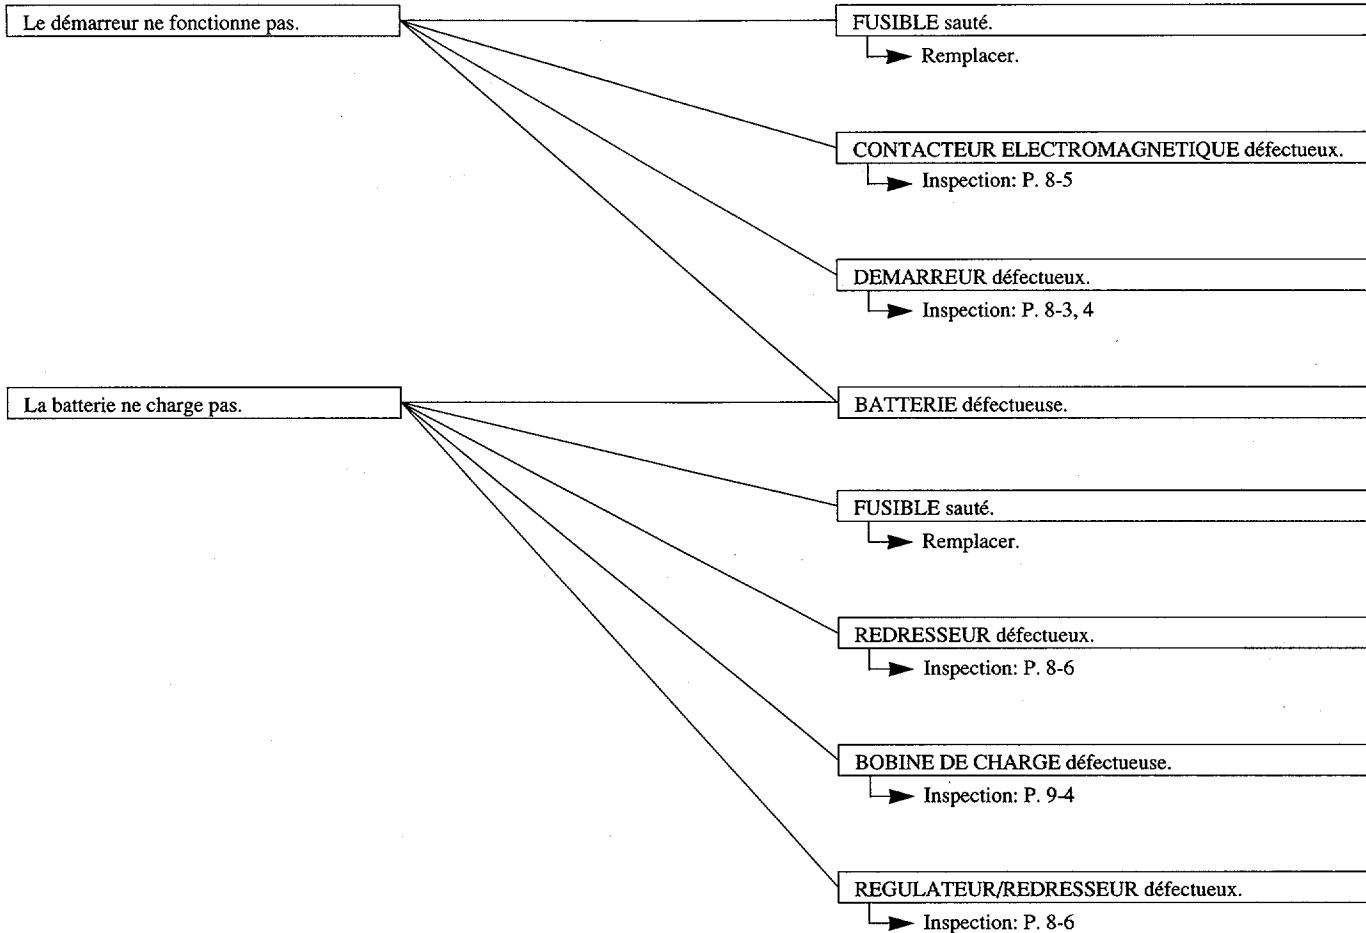 Le démarreur ne fonctionne pas.
FUSIBLE sauté.
Remplacer.
CONTACTEUR ELECTROMAGNETIQUE défectueux.
Inspection: P. 8-5
DEMARREUR défectueux.
Inspection: P. 8-3, 4
La batterie ne charge pas.
BATTERIE défectueuse.
FUSIBLE sauté.
Remplacer.
REDRESSEUR défectueux.
Inspection: P. 8-6
BOBINE DE CHARGE défectueuse.
Inspection: P. 9-4
REGULATEUR/REDRESSEUR défectueux.
Inspection: P. 8-6